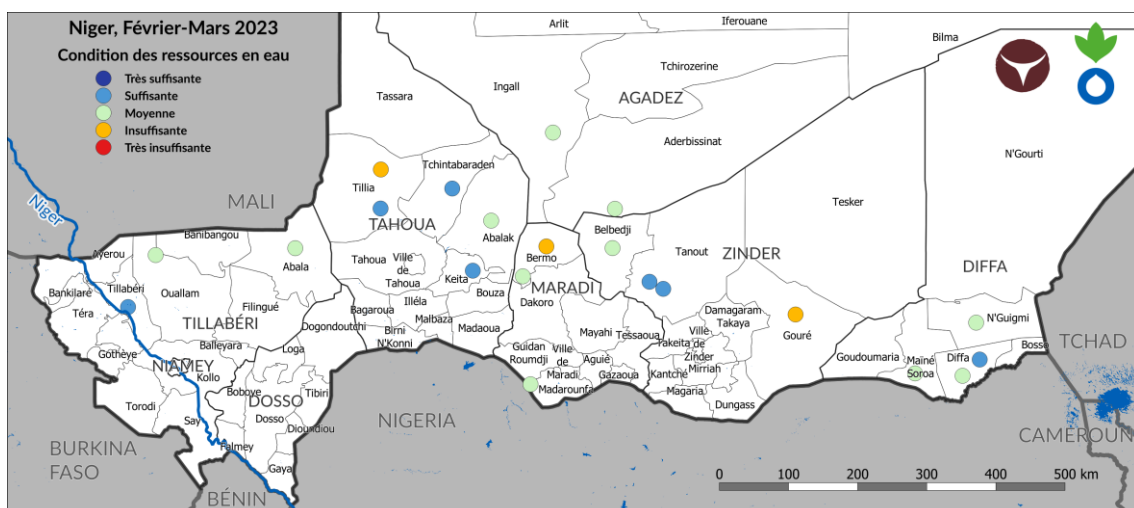 Niger, Février-Mars 2023
Condition des ressources en eau
Très suffisante
Suffisante
Moyenne
Insuffisante
Très insuffisante
Arlit
Iferouane
Bilma
Tchirozerine
Ingall
Tassara
AGADEZ
Aderbissinat
N'Gourti
Tchintabaraden
Tillia
MALI
Niger
Tesker
TAHOUA
Abalak
Banibangou
Belbedji
Tanout
ZINDER
Ayerou
Abala
Tahoua
Ville
de
Tahoua
Keita
Bermo
DIFFA
Bankilaré
Téra
Tillabéri
Ouallam
Filingué
Bouza
MARADI
Dakoro
Damagaram
Takaya
N'Guigmi
TILLABÉRI
Dogondoutchi
Bagaroua
Illéla
Malbaza
Madaoua
Birni
N'Konni
Mayahi
Tessaoua
Takeita
Ville
de
Zinder
Gouré
Goudoumaria
Bosso
TCHAD
Gothèye
Balleyara
Loga
Guidan
Roumdji
Ville
de
Maradi
Aguié
Gazaoua
Kantché
Mirriah
Maïné
Soroa
Diffa
NIAMEY
Kollo
Boboye
DOSSO
Tibiri
Madarounfa
Magaria
Dungass
Torodi
Say
Dosso
Dioundiou
NIGERIA
CAMEROUN
BURKINA
FASO
Falmey
Gaya
BÉNIN
0 100 200 300 400 500 km